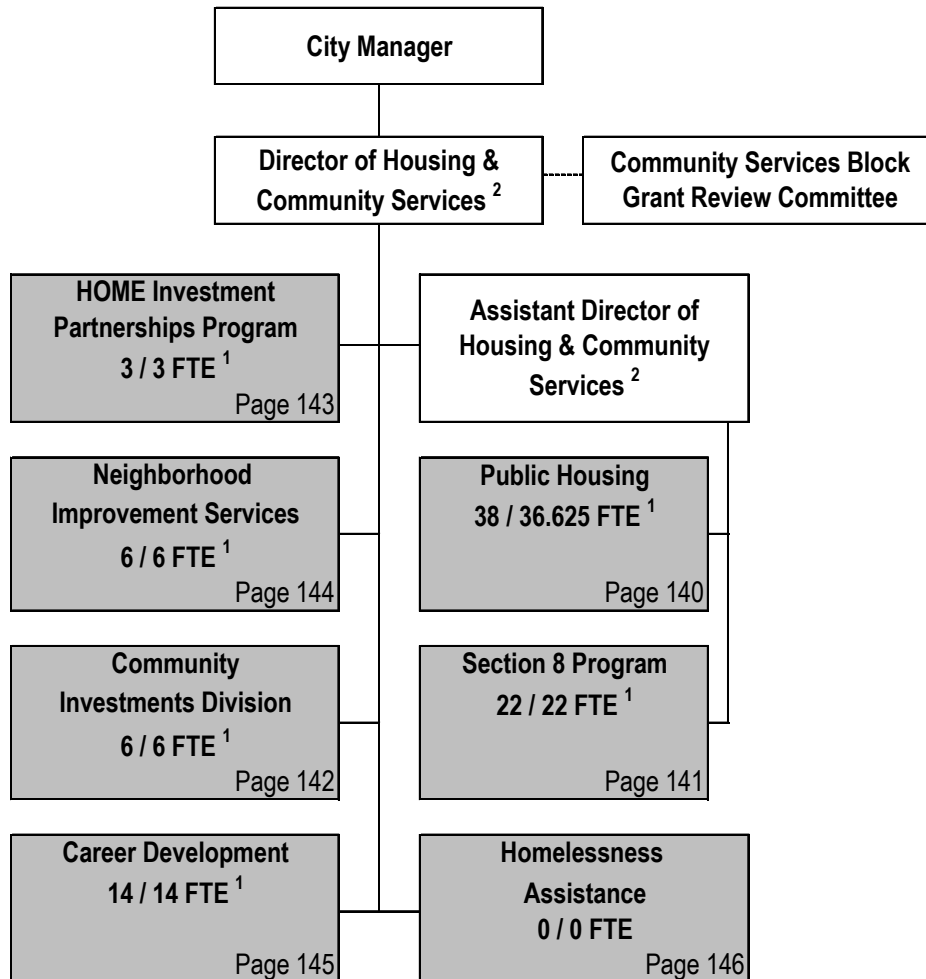 City Manager
Director of Housing &
Community Services ²
Community Services Block
Grant Review Committee
HOME Investment
Partnerships Program
3 / 3 FTE ¹
Page 143
Assistant Director of
Housing & Community
Services ²
Neighborhood
Improvement Services
6 / 6 FTE ¹
Page 144
Public Housing
38 / 36.625 FTE ¹
Page 140
Community
Investments Division
6 / 6 FTE ¹
Page 142
Section 8 Program
22 / 22 FTE ¹
Page 141
Career Development
14 / 14 FTE ¹
Page 145
Homelessness
Assistance
0 / 0 FTE
Page 146